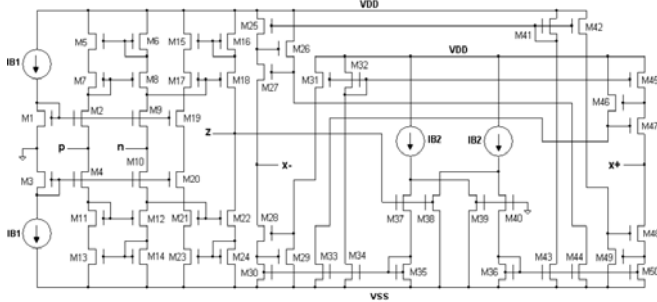 VDD
M25 M41 M42
M5 M6 M15 M16
M26
VDD
IB1
M32
M7 M8 M17 M18
M27 M31 M45
M46
M1 M2 M9 M19
M47
z
IB2 IB2
p n
M10
x- x+
M3 M4 M20
M37 M38 M39 M40
M11 M12 M21 M22 M28 M48
IB1
M13 M14 M23 M24 M29 M33 M34 M35 M36 M43 M44 M49
M30 M50
VSS